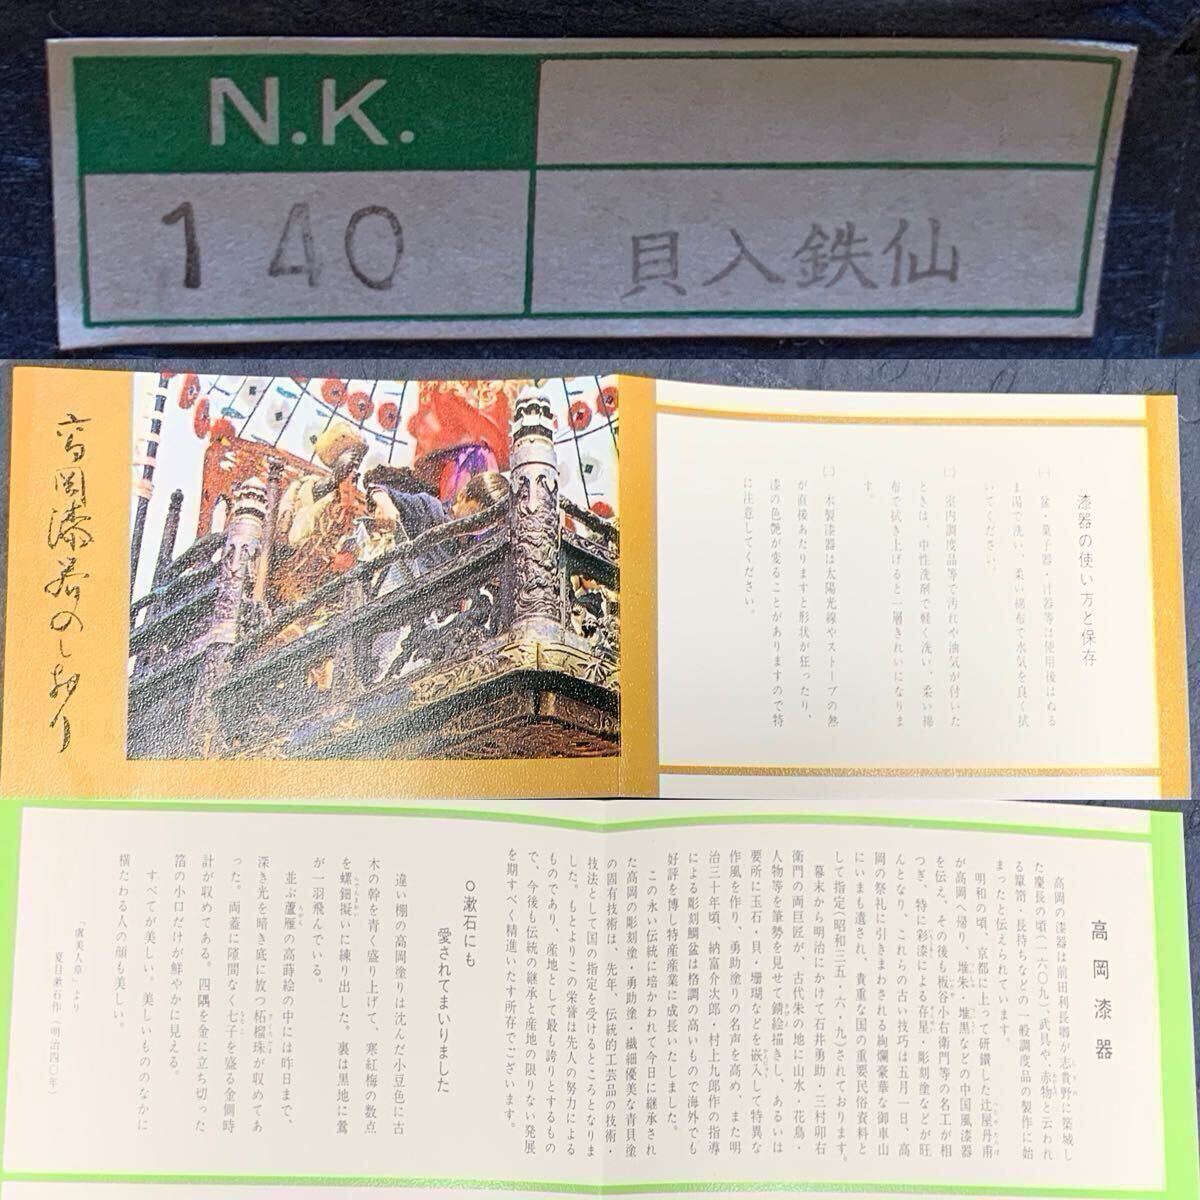 N.K.
140
貝入鉄仙
高岡漆器のしおり
漆器の使い方と保存
㈠ 盆・菓子器・汁器等は使用後はぬる
ま湯で洗い、柔い綿布で水気を良く拭
いてください。
㈡ 室内調度品等で汚れや油気が付いた
ときは、中性洗剤で軽く洗い、柔い綿
布で拭き上げると一層きれいになりま
す。
㈢ 木製漆器は太陽光線やストーブの熱
が直接あたりますと形状が狂ったり、
漆の色艶が変ることがありますので特
に注意してください。
高岡漆器
高岡の漆器は前田利長卿が志貴野に築城し
た慶長の頃(一六〇九)、武具や赤物と云われ
る簞笥・長持ちなどの一般調度品の製作に始
まったと伝えられています。
明和の頃、京都に上って研鑚した辻屋丹甫
が高岡へ帰り、堆朱・堆黒などの中国風漆器
を伝え、その後も板谷小右衛門等の名工が相
つぎ、特に彩漆による存星・彫刻塗などが旺
んとなり、これらの古い技巧は五月一日、高
岡の祭礼に引きまわされる絢爛豪華な御車山
にいまも遺され、貴重な国の重要民俗資料と
して指定(昭和三五・六・九)されております。
幕末から明治にかけて石井勇助・三村卯右
衛門の両巨匠が、古代朱の地に山水・花鳥・
人物等を筆勢を見せて錆絵描きし、あるいは
要所に玉石・貝・珊瑚などを嵌入して特異な
作風を作り、勇助塗りの名声を高め、また明
治三十年頃、納富介次郎・村上九郎作の指導
による彫刻鯛盆は格調の高いもので海外でも
好評を博し特産産業に成長いたしました。
この永い伝統に培かわれて今日に継承され
た高岡の彫刻塗・勇助塗・繊細優美な青貝塗
の固有技術は、先年、伝統的工芸品の技術・
技法として国の指定を受けるところとなりま
した。もとよりこの栄誉は先人の努力による
ものであり、産地として最も誇りとするもの
で、今後も伝統の継承と産地の限りない発展
を期すべく精進いたす所存でございます。
○漱石にも
愛されてまいりました
違い棚の高岡塗りは沈んだ小豆色に古
木の幹を青く盛り上げて、寒紅梅の数点
を螺鈿擬いに練り出した。裏は黒地に鶯
が一羽飛んでいる。
並ぶ蘆雁の高蒔絵の中には昨日まで、
深き光を暗き底に放つ柘榴珠が収めてあ
った。両蓋に隙間なく七子を盛る金側時
計が収めてある。四隅を金に立ち切った
箔の小口だけが鮮やかに見える。
すべてが美しい。美しいもののなかに
横たわる人の顔も美しい。
「虞美人草」より
夏目漱石作(明治四〇年)